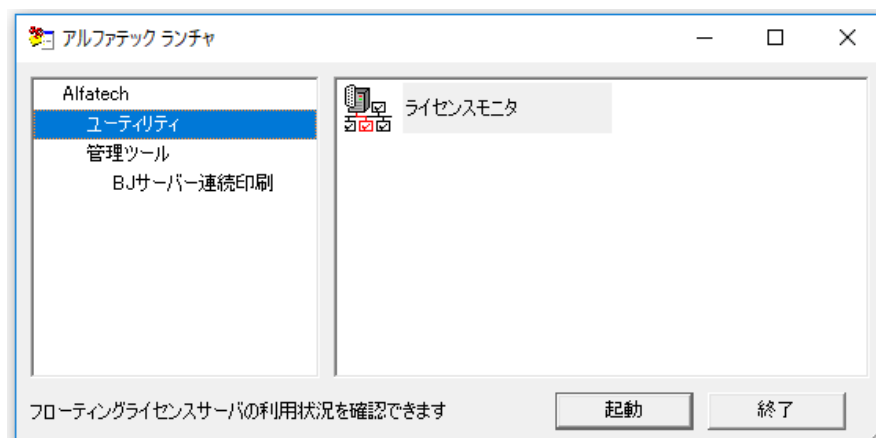 アルファテック ランチャ
Alfatech
ユーティリティ
管理ツール
BJサーバー連続印刷
ライセンスモニタ
フローティングライセンスサーバの利用状況を確認できます
起動
終了